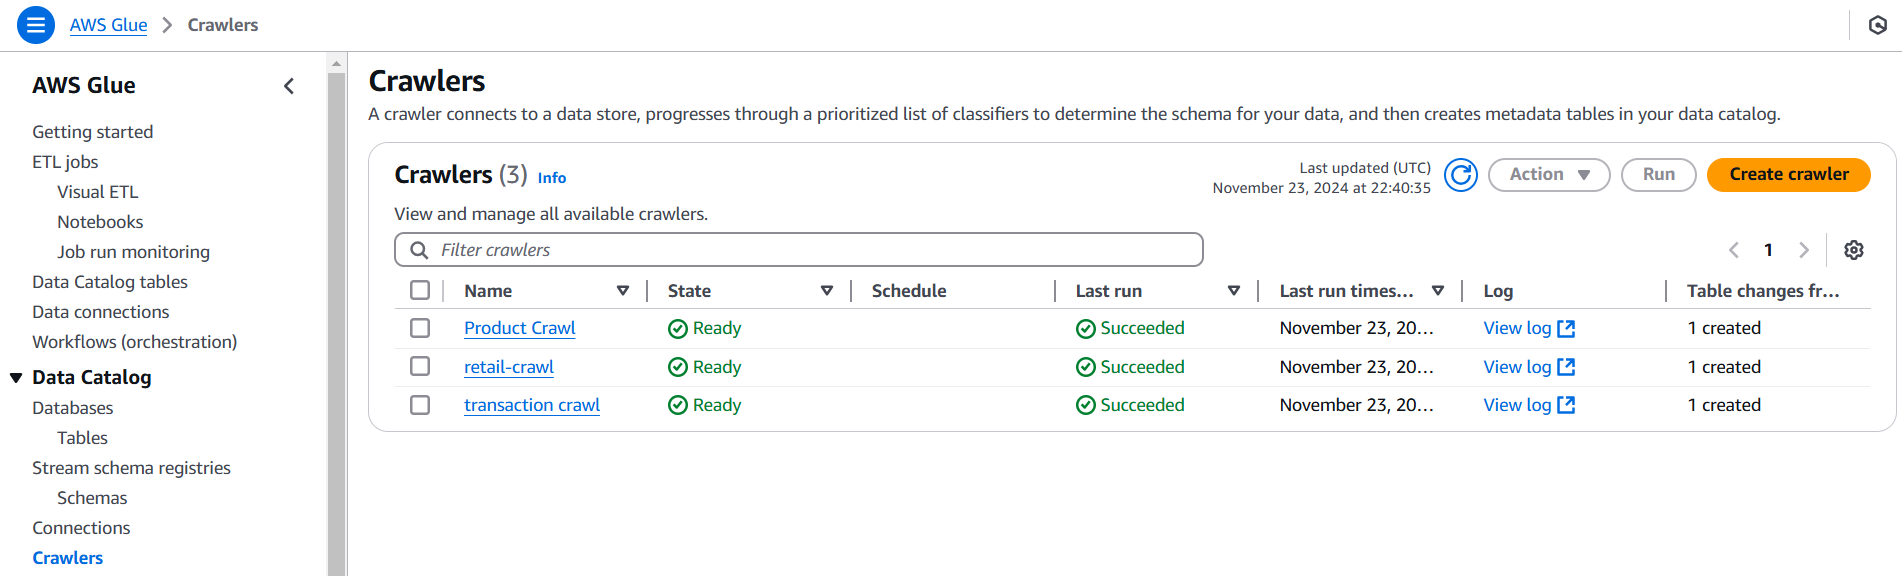 AWS Glue > Crawlers
AWS Glue
Getting started
ETL jobs
Visual ETL
Notebooks
Job run monitoring
Data Catalog tables
Data connections
Workflows (orchestration)
Data Catalog
Databases
Tables
Stream schema registries
Schemas
Connections
Crawlers
Crawlers
A crawler connects to a data store, progresses through a prioritized list of classifiers to determine the schema for your data, and then creates metadata tables in your data catalog.
Crawlers (3) Info
Last updated (UTC)
November 23, 2024 at 22:40:35
Action
Run
Create crawler
View and manage all available crawlers.
Filter crawlers
1
Name State Schedule Last run Last run times... Log Table changes fr...
Product Crawl Ready Succeeded November 23, 20... View log 1 created
retail-crawl Ready Succeeded November 23, 20... View log 1 created
transaction crawl Ready Succeeded November 23, 20... View log 1 created